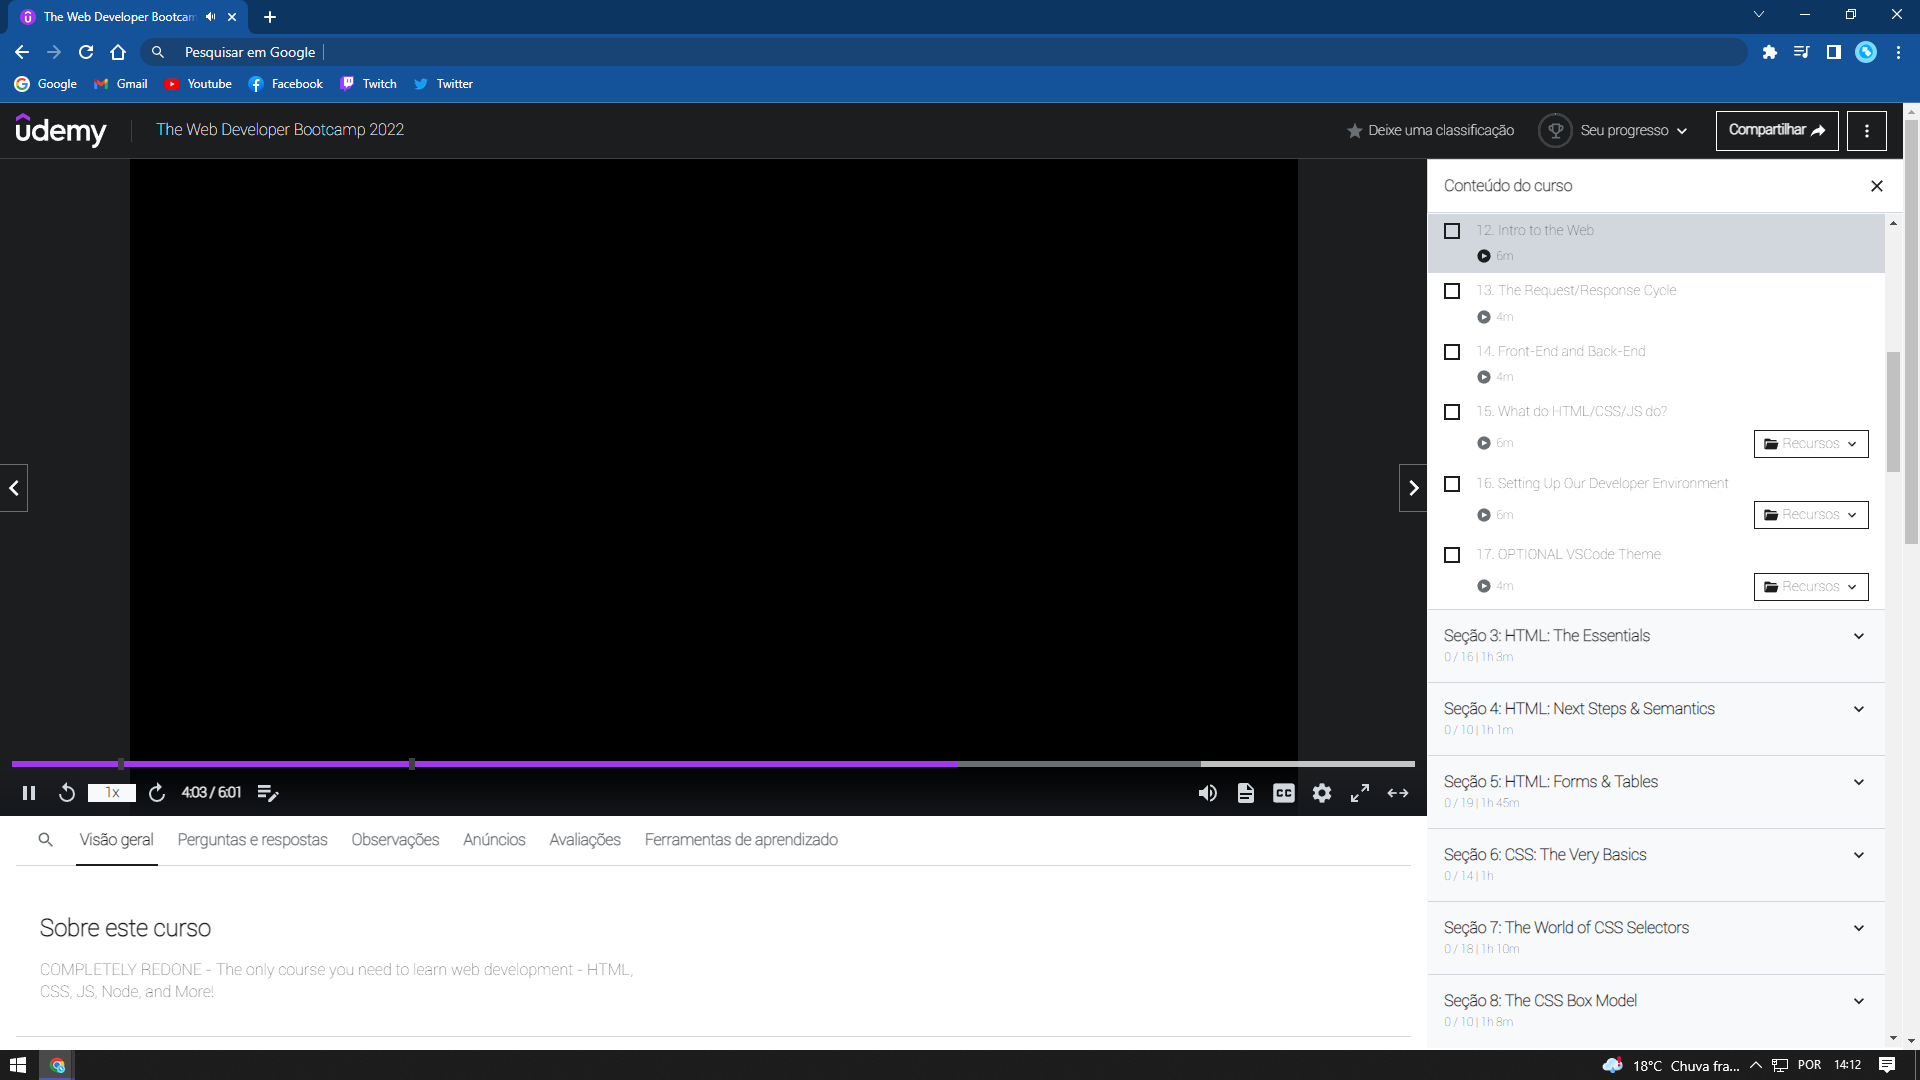 The Web Developer Bootcam
Pesquisar em Google
Google
Gmail
Youtube
Facebook
Twitch
Twitter
udemy
The Web Developer Bootcamp 2022
Deixe uma classificação
Seu progresso
Compartilhar
Conteúdo do curso
12. Intro to the Web
6m
13. The Request/Response Cycle
4m
14. Front-End and Back-End
4m
15. What do HTML/CSS/JS do?
6m
Recursos
16. Setting Up Our Developer Environment
6m
Recursos
17. OPTIONAL VSCode Theme
4m
Recursos
Seção 3: HTML: The Essentials
0 / 16 | 1h 3m
Seção 4: HTML: Next Steps & Semantics
0 / 10 | 1h 1m
Seção 5: HTML: Forms & Tables
0 / 19 | 1h 45m
Seção 6: CSS: The Very Basics
0 / 14 | 1h
Seção 7: The World of CSS Selectors
0 / 18 | 1h 10m
Seção 8: The CSS Box Model
0 / 10 | 1h 8m
1x
4:03 / 6:01
CC
Visão geral
Perguntas e respostas
Observações
Anúncios
Avaliações
Ferramentas de aprendizado
Sobre este curso
COMPLETELY REDONE - The only course you need to learn web development - HTML,
CSS, JS, Node, and More!
18°C Chuva fra...
POR
14:12